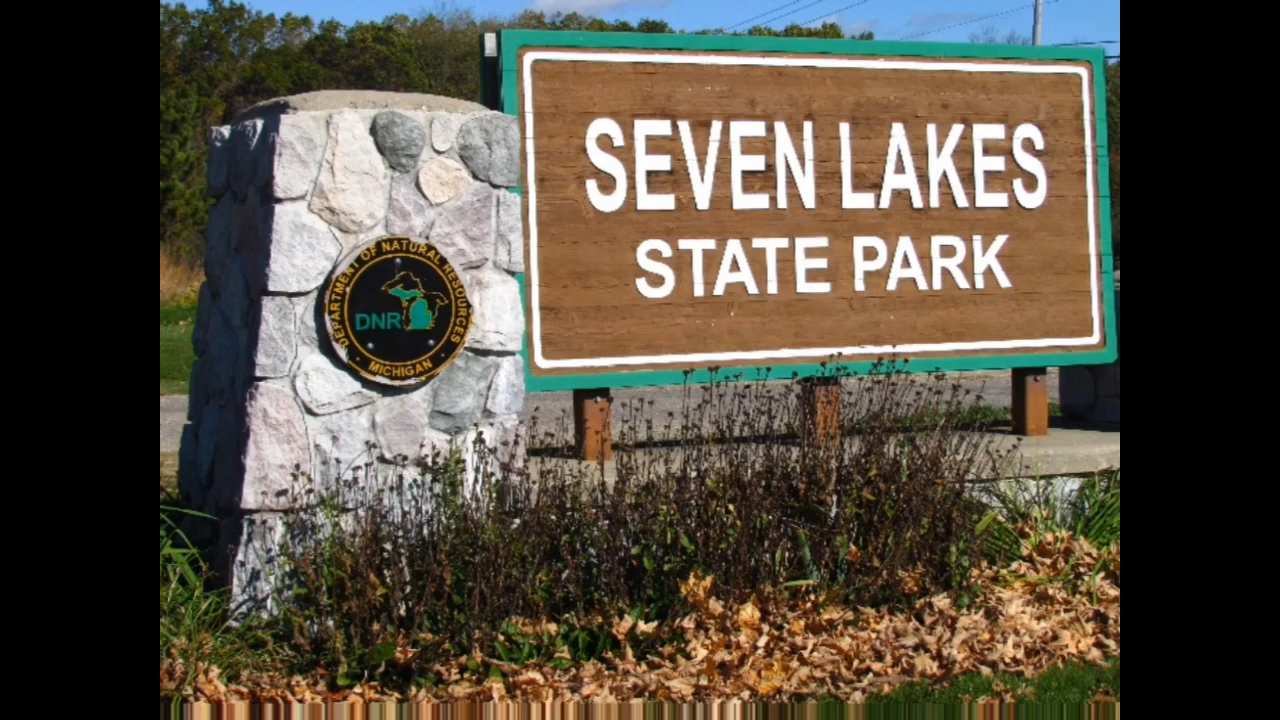 SEVEN LAKES
STATE PARK
DEPARTMENT OF NATURAL RESOURCES
DNR
• MICHIGAN •